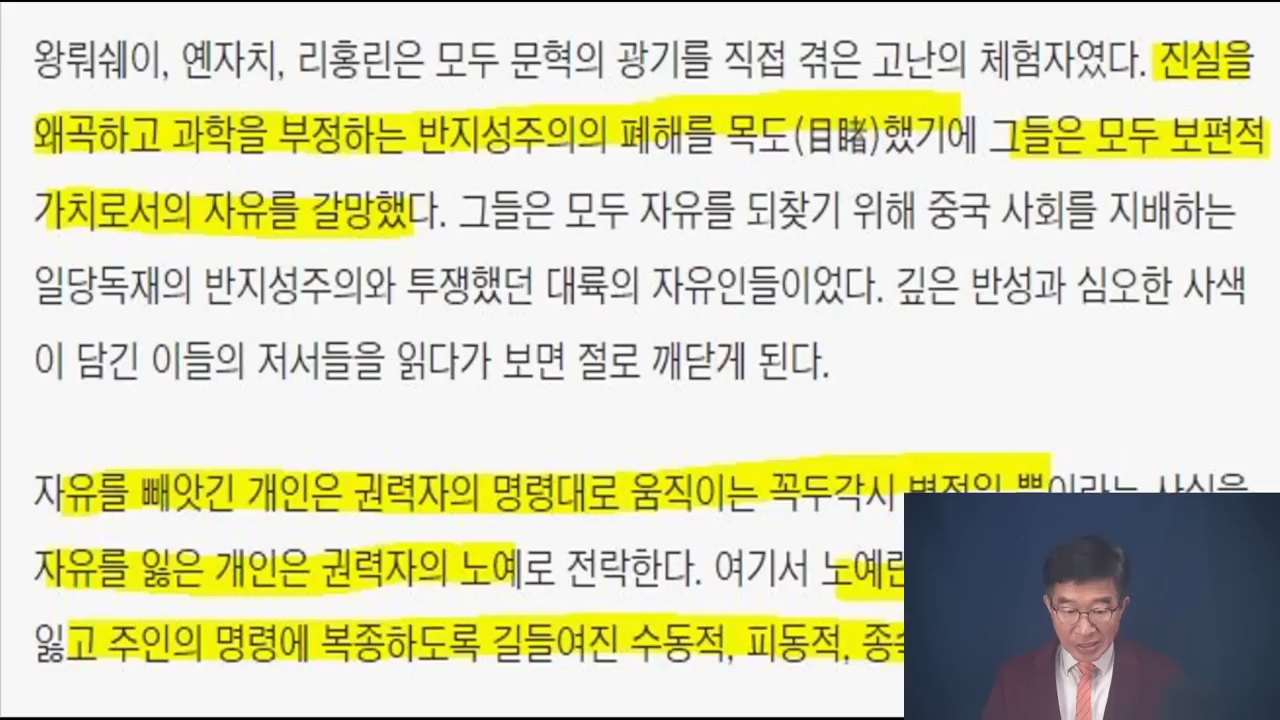 왕뤄쉐이, 옌자치, 리홍린은 모두 문혁의 광기를 직접 겪은 고난의 체험자였다. 진실을
왜곡하고 과학을 부정하는 반지성주의의 폐해를 목도(目睹)했기에 그들은 모두 보편적
가치로서의 자유를 갈망했다. 그들은 모두 자유를 되찾기 위해 중국 사회를 지배하는
일당독재의 반지성주의와 투쟁했던 대륙의 자유인들이었다. 깊은 반성과 심오한 사색
이 담긴 이들의 저서들을 읽다가 보면 절로 깨닫게 된다.
자유를 빼앗긴 개인은 권력자의 명령대로 움직이는 꼭두각시
자유를 잃은 개인은 권력자의 노예로 전락한다. 여기서 노예란
잃고 주인의 명령에 복종하도록 길들여진 수동적, 피동적,